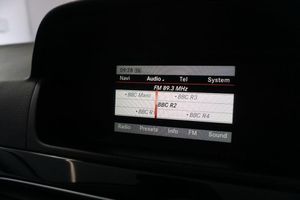 Navi Audio Tel System
FM 89.3 MHz
BBC R3
BBC R2
BBC R BBC R4
Radio Presets Info FM Sound